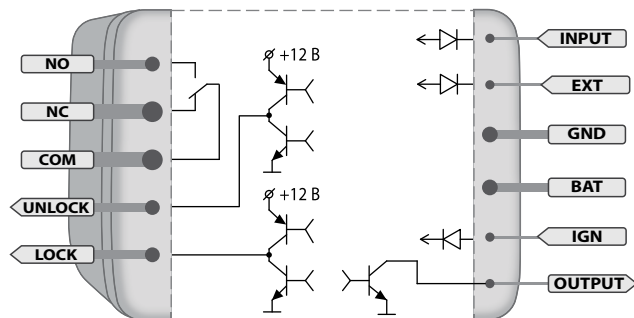 NO
NC
COM
UNLOCK
LOCK
+12 В
+12 В
INPUT
EXT
GND
BAT
IGN
OUTPUT